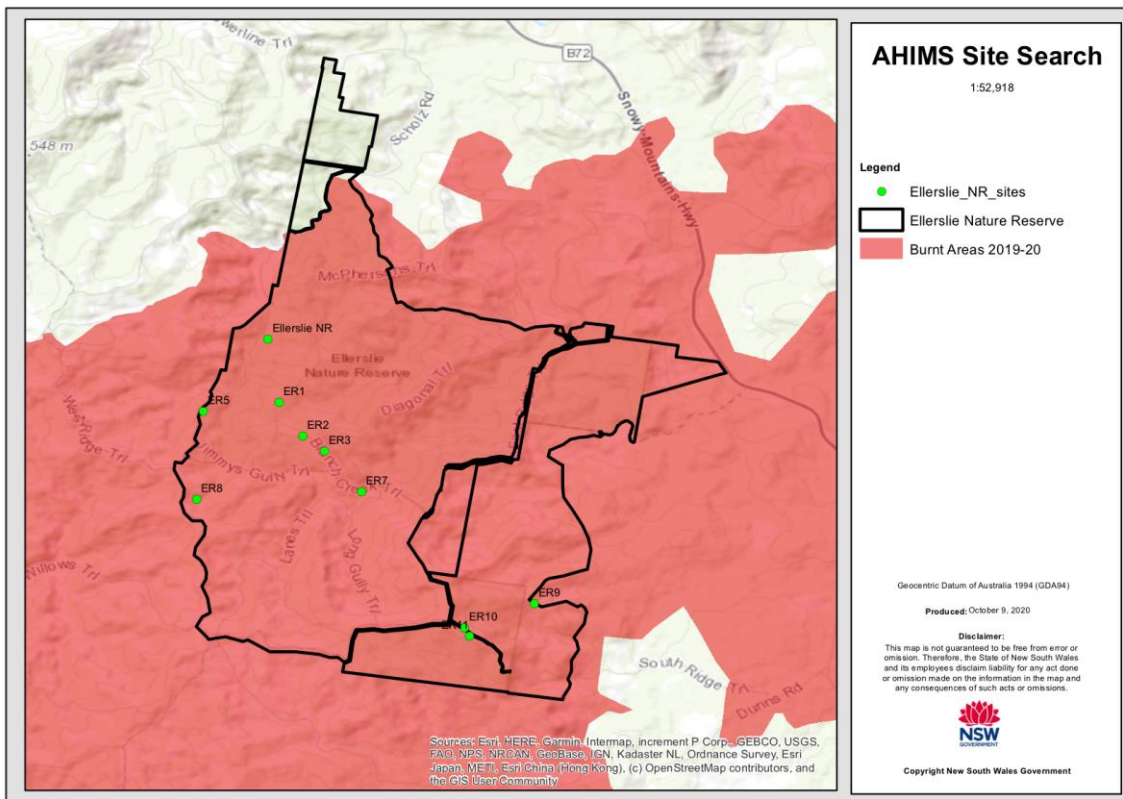 owerline Trl
B72
AHIMS Site Search
1:52,918
Scholz Rd
Snowy-Mountains-Hwy
548 m
Legend
Ellerslie_NR_sites
Ellerslie Nature Reserve
Burnt Areas 2019-20
McPhersons Trl
Ellerslie NR
Ellerslie
Nature Reserve
Diagonal Trl
ER1
ER5
West Ridge Trl
ER2
ER3
Jimmys Gully Trl
Branch Creek Trl
ER7
ER8
Lares Trl
Long Gully Trl
Willows Trl
ER9
ER10
ER11
South Ridge Trl
Dunns Rd
Geocentric Datum of Australia 1994 (GDA94)
Produced: October 9, 2020
Disclaimer:
This map is not guaranteed to be free from error or
omission. Therefore, the State of New South Wales
and its employees disclaim liability for any act done
or omission made on the information in the map and
any consequences of such acts or omissions.
NSW
GOVERNMENT
Copyright New South Wales Government
Sources: Esri, HERE, Garmin, Intermap, increment P Corp., GEBCO, USGS,
FAO, NPS, NRCAN, GeoBase, IGN, Kadaster NL, Ordnance Survey, Esri
Japan, METI, Esri China (Hong Kong), (c) OpenStreetMap contributors, and
the GIS User Community